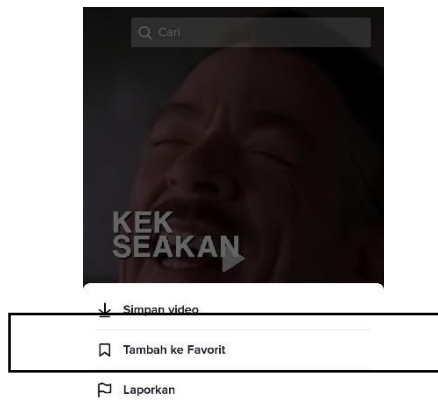 Cari
KEK
SEAKAN
Simpan video
Tambah ke Favorit
Laporkan